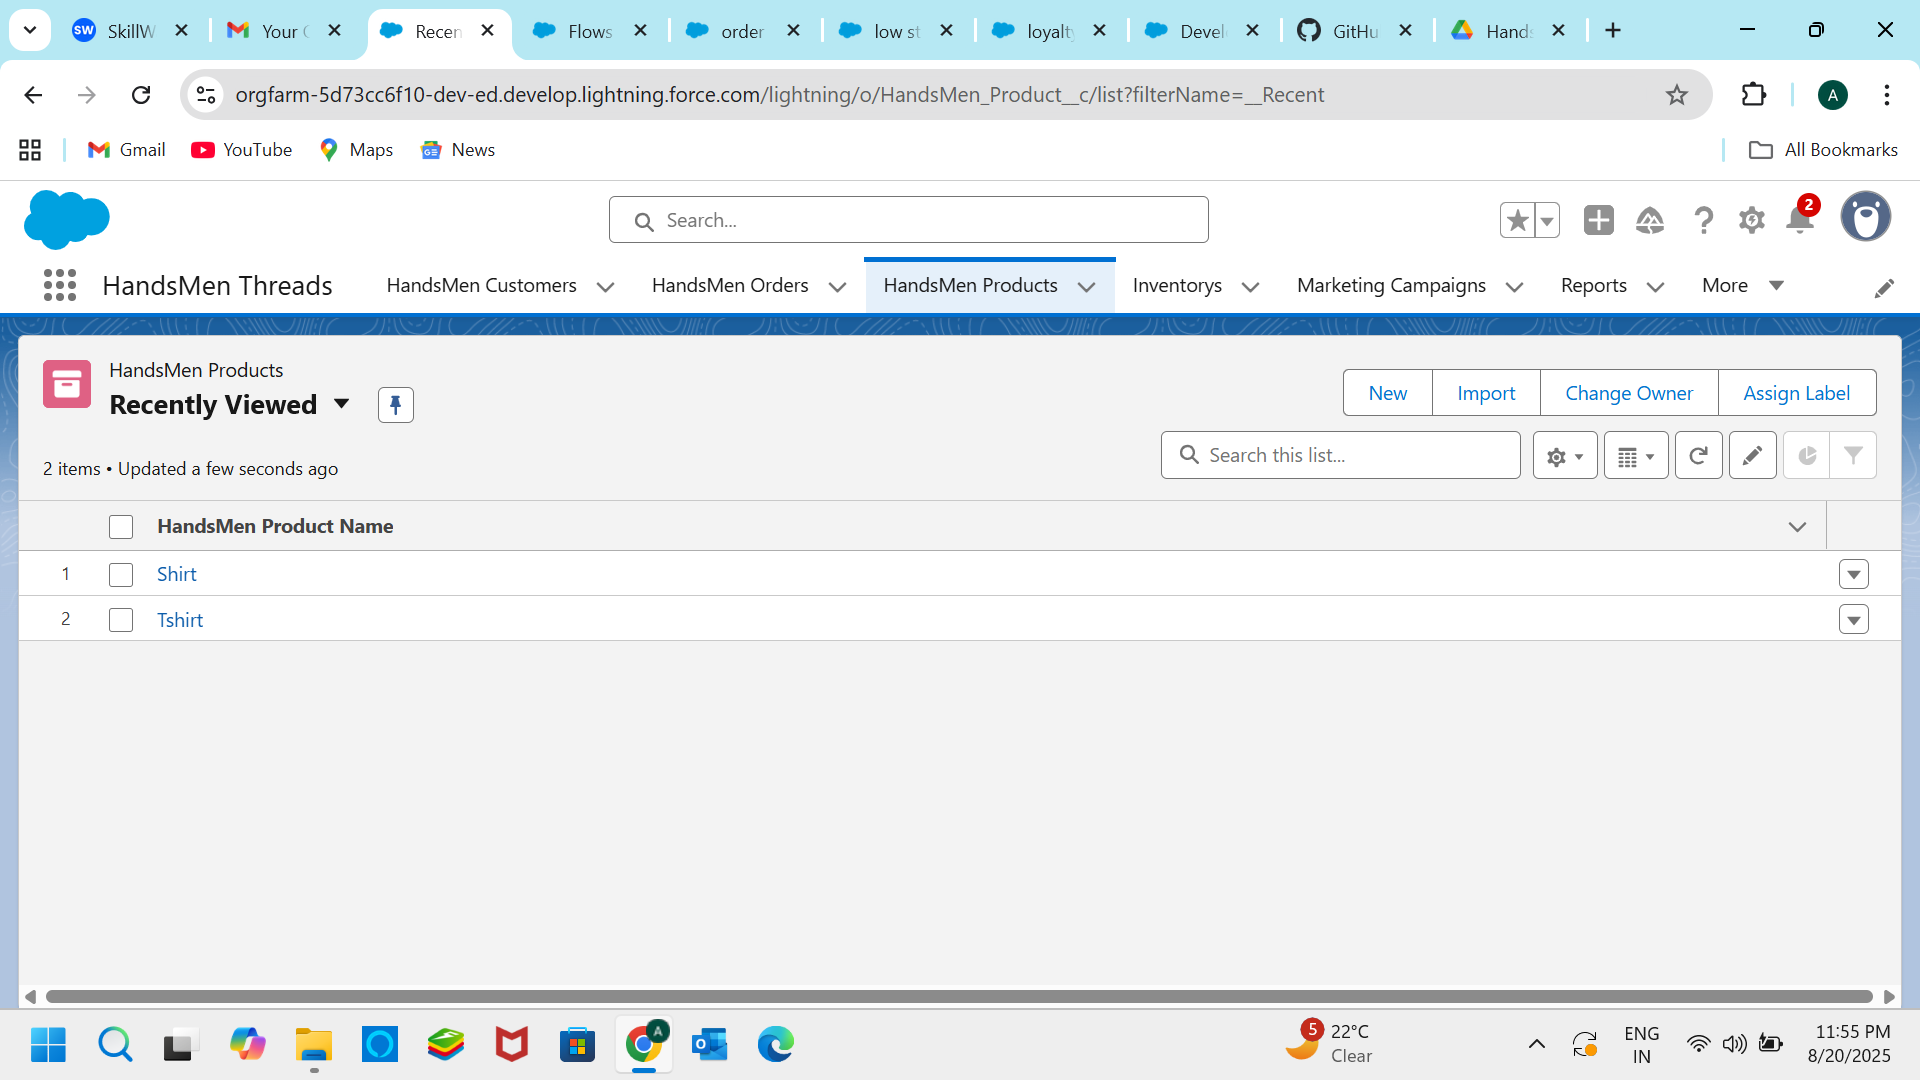 SW SkillW
Your
Recen
Flows
order
low st
loyalty
Devel
GitHu
Hands
orgfarm-5d73cc6f10-dev-ed.develop.lightning.force.com/lightning/o/HandsMen_Product__c/list?filterName=__Recent
A
Gmail
YouTube
Maps
News
All Bookmarks
Search...
2
HandsMen Threads
HandsMen Customers
HandsMen Orders
HandsMen Products
Inventorys
Marketing Campaigns
Reports
More
HandsMen Products
Recently Viewed
New
Import
Change Owner
Assign Label
2 items • Updated a few seconds ago
Search this list...
HandsMen Product Name
1 Shirt
2 Tshirt
A
5
22°C
Clear
ENG
IN
11:55 PM
8/20/2025